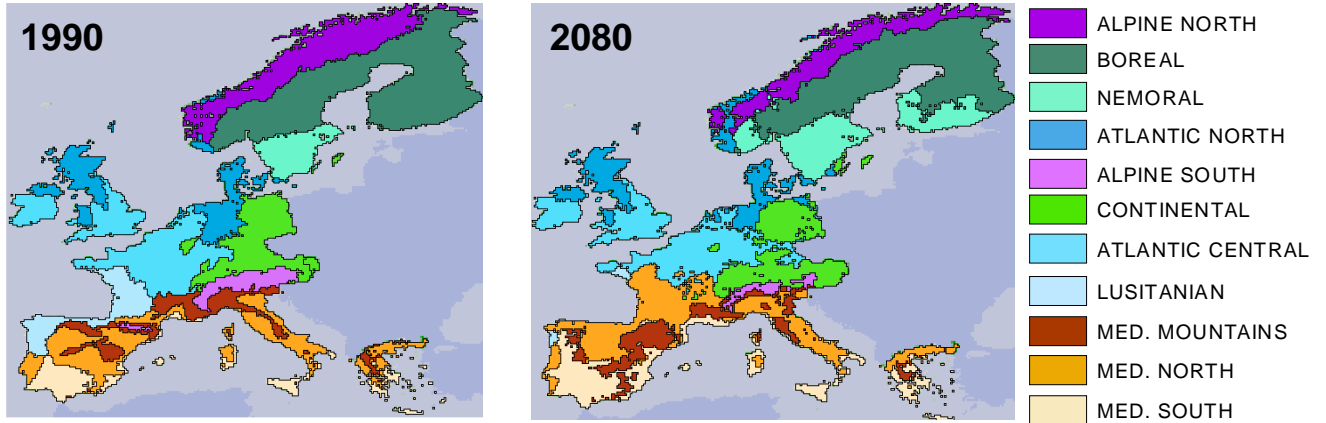 1990
2080
ALPINE NORTH
BOREAL
NEMORAL
ATLANTIC NORTH
ALPINE SOUTH
CONTINENTAL
ATLANTIC CENTRAL
LUSITANIAN
MED. MOUNTAINS
MED. NORTH
MED. SOUTH